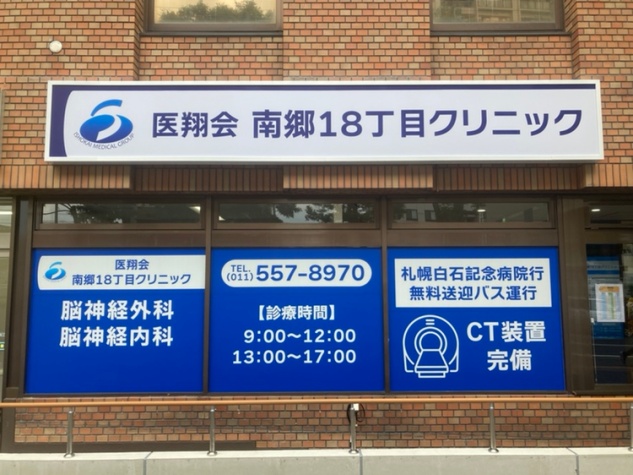 医翔会 南郷18丁目クリニック
ISHOKAI MEDICAL GROUP
医翔会
南郷18丁目クリニック
脳神経外科
脳神経内科
TEL.(011) 557-8970
【診療時間】
9:00～12:00
13:00～17:00
札幌白石記念病院行
無料送迎バス運行
CT装置
完備